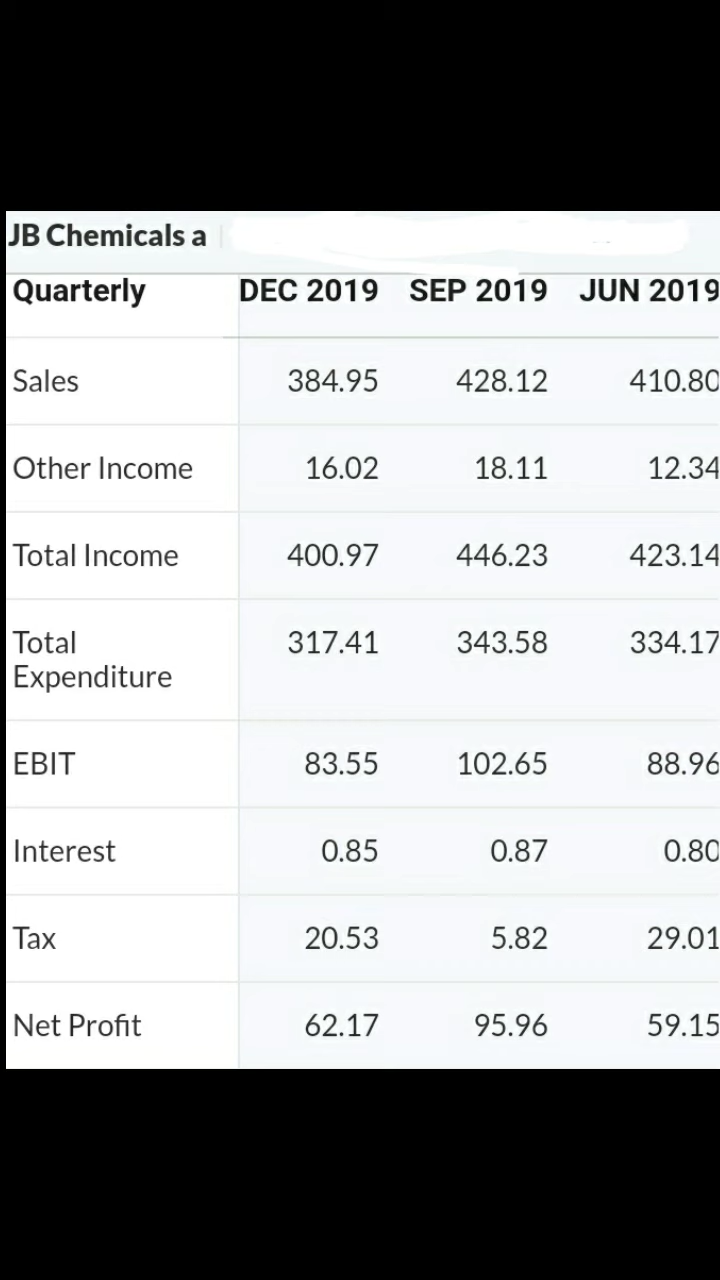 JB Chemicals a
Quarterly DEC 2019 SEP 2019 JUN 2019
Sales 384.95 428.12 410.80
Other Income 16.02 18.11 12.34
Total Income 400.97 446.23 423.14
Total 317.41 343.58 334.17
Expenditure
EBIT 83.55 102.65 88.96
Interest 0.85 0.87 0.80
Tax 20.53 5.82 29.01
Net Profit 62.17 95.96 59.15